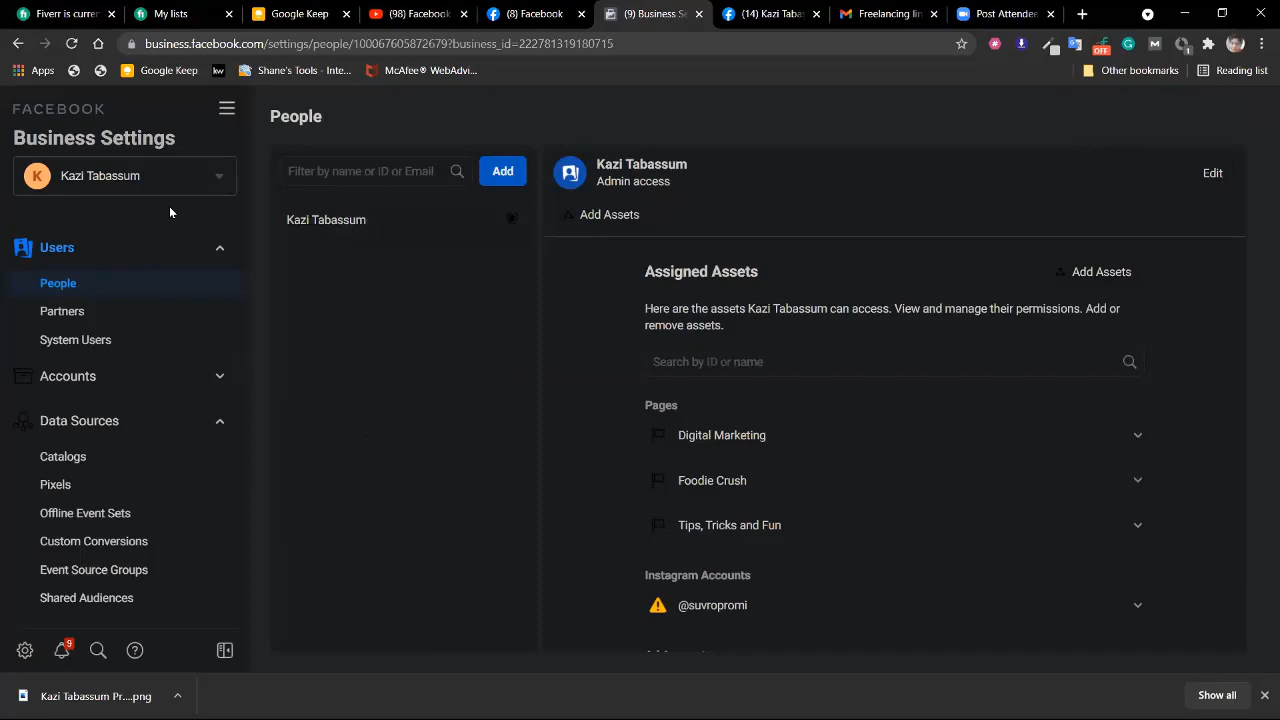 Fiverr is curren
My lists
Google Keep
(98) Facebook
(8) Facebook
(9) Business Se
(14) Kazi Tabas
Freelancing lin
Post Attendee
business.facebook.com/settings/people/100067605872679?business_id=222781319180715
OFF
1
Apps
Google Keep
kw
Shane's Tools - Inte...
McAfee® WebAdvi...
Other bookmarks
Reading list
FACEBOOK
Business Settings
K
Kazi Tabassum
Users
People
Partners
System Users
Accounts
Data Sources
Catalogs
Pixels
Offline Event Sets
Custom Conversions
Event Source Groups
Shared Audiences
9
People
Filter by name or ID or Email
Add
Kazi Tabassum
Kazi Tabassum
Admin access
Edit
Add Assets
Assigned Assets
Add Assets
Here are the assets Kazi Tabassum can access. View and manage their permissions. Add or
remove assets.
Search by ID or name
Pages
Digital Marketing
Foodie Crush
Tips, Tricks and Fun
Instagram Accounts
@suvropromi
Kazi Tabassum Pr....png
Show all